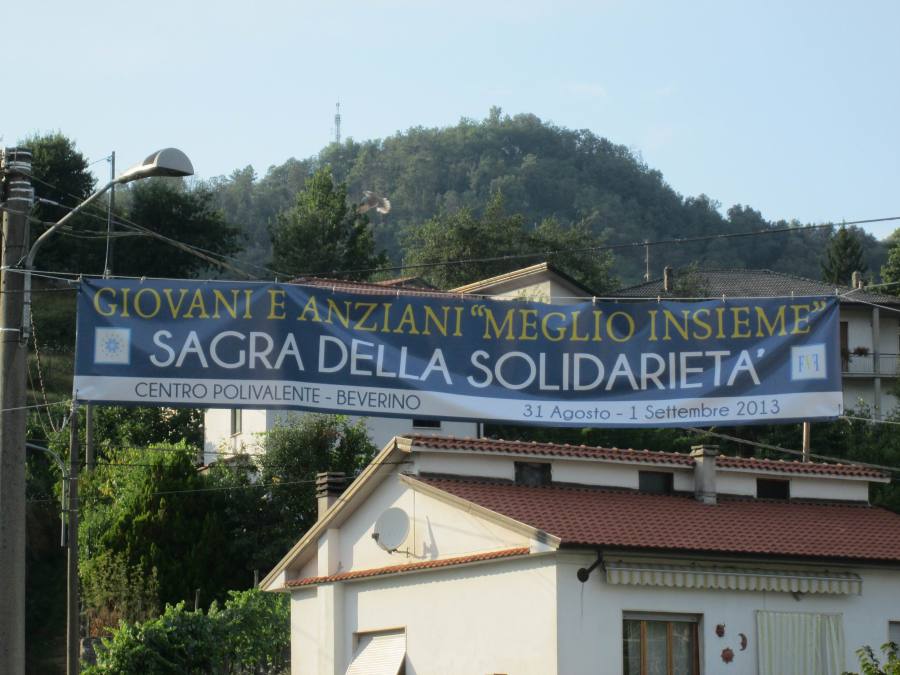 GIOVANI E ANZIANI "MEGLIO INSIEME"
SAGRA DELLA SOLIDARIETA'
CENTRO POLIVALENTE - BEVERINO
31 Agosto - 1 Settembre 2013